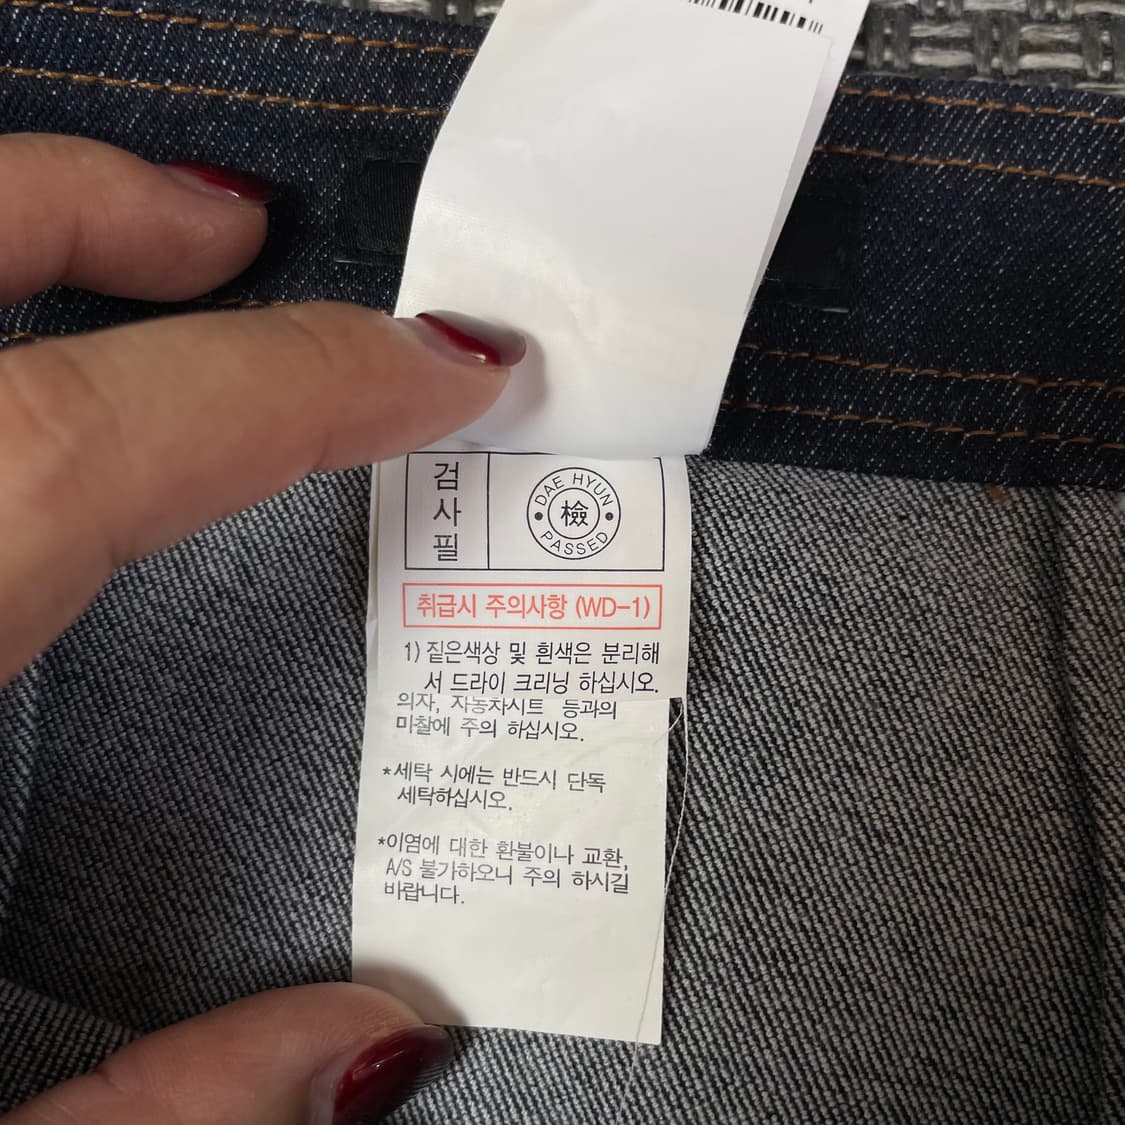 검
사
필
DAE HYUN
檢
PASSED
취급시 주의사항 (WD-1)
1) 짙은색상 및 흰색은 분리해
서 드라이 크리닝 하십시오.
의자, 자동차시트 등과의
마찰에 주의 하십시오.
*세탁 시에는 반드시 단독
세탁하십시오.
*이염에 대한 환불이나 교환,
A/S 불가하오니 주의 하시길
바랍니다.